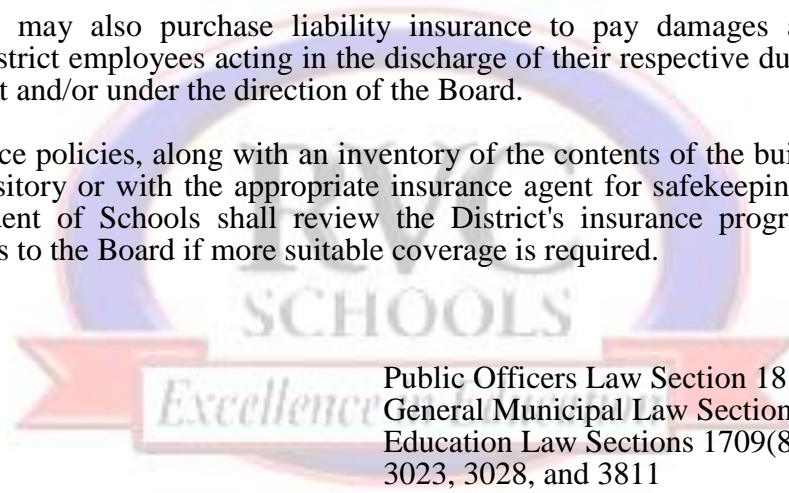 may also purchase liability insurance to pay damages
strict employees acting in the discharge of their respective du
t and/or under the direction of the Board.
ce policies, along with an inventory of the contents of the bui
sitory or with the appropriate insurance agent for safekeepin
ent of Schools shall review the District's insurance progr
s to the Board if more suitable coverage is required.
RVC
SCHOOLS
Excellence in Education
Public Officers Law Section 18
General Municipal Law Section
Education Law Sections 1709(8
3023, 3028, and 3811